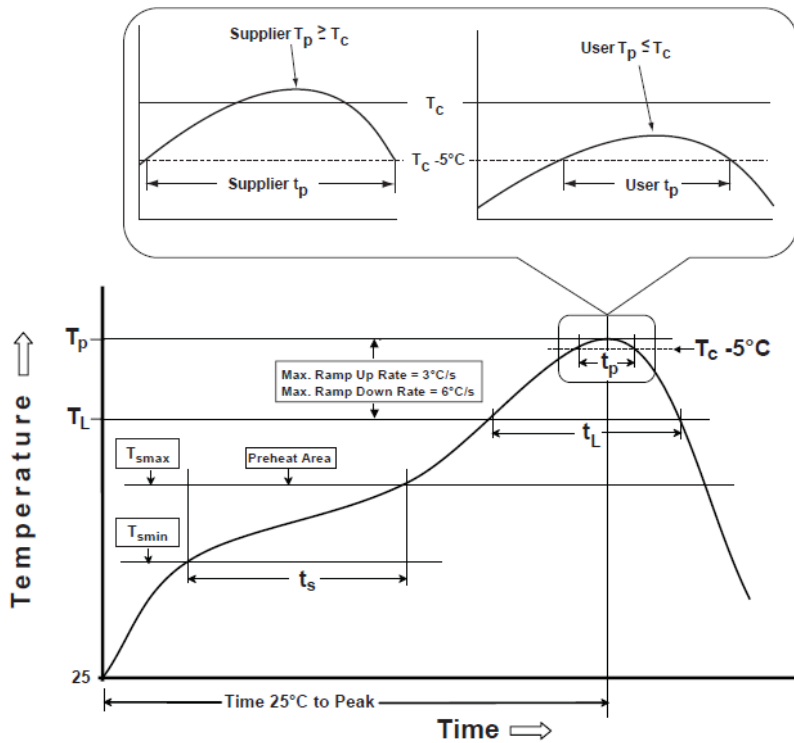 Supplier Tp ≥ Tc
User Tp ≤ Tc
Tc
Tc -5°C
Supplier tp
User tp
Tp
Tc -5°C
tp
Max. Ramp Up Rate = 3°C/s
Max. Ramp Down Rate = 6°C/s
TL
tL
Tsmax
Preheat Area
Tsmin
ts
Temperature
25
Time 25°C to Peak
Time